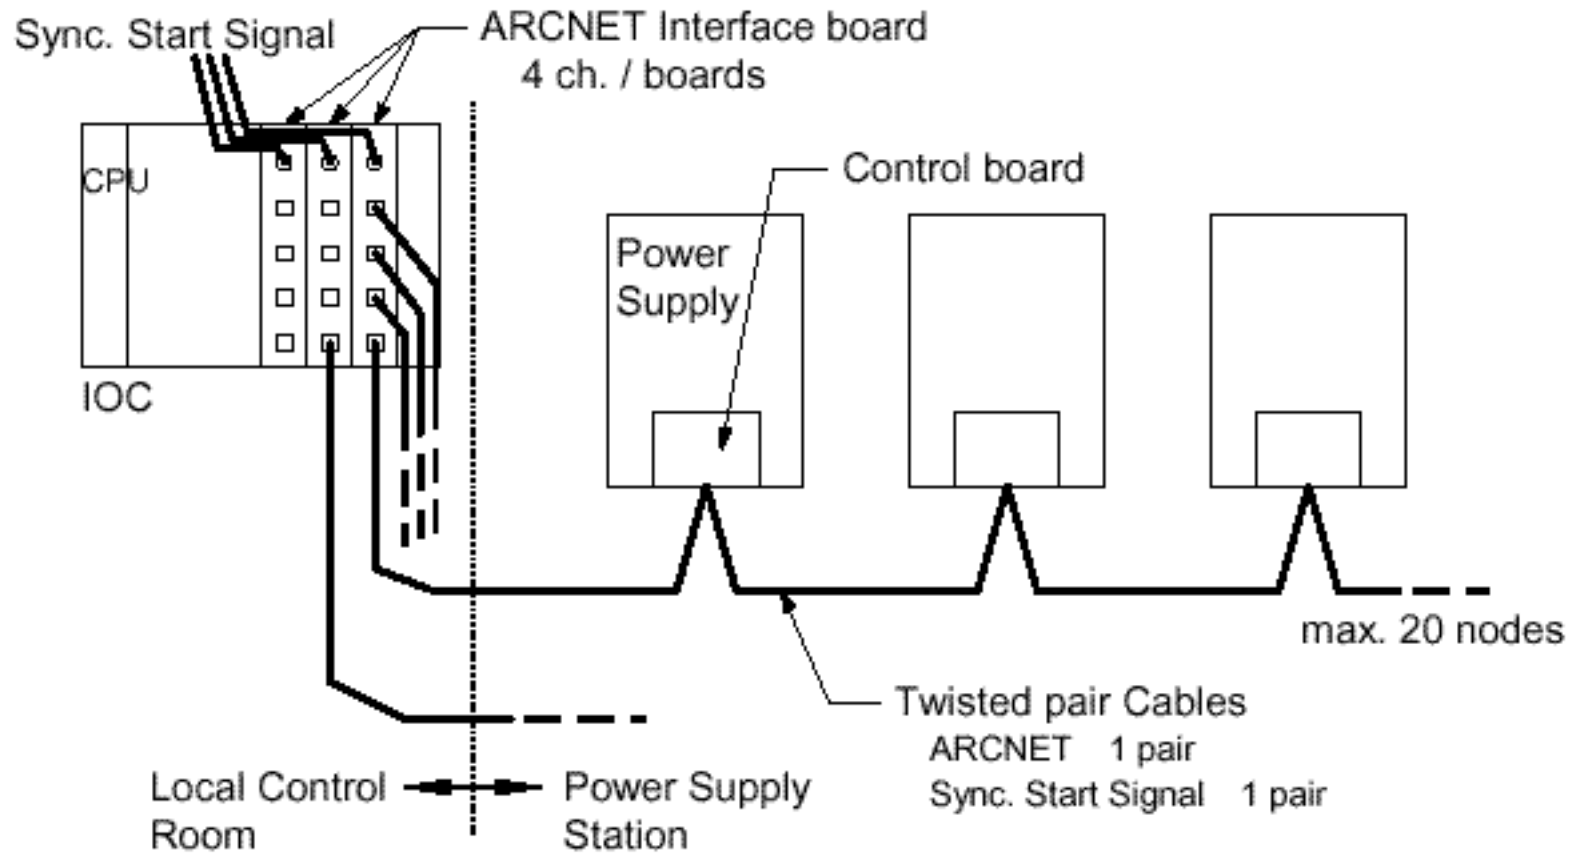 Sync. Start Signal
ARCNET Interface board
4 ch. / boards
CPU
Control board
Power
Supply
IOC
max. 20 nodes
Twisted pair Cables
ARCNET 1 pair
Sync. Start Signal 1 pair
Local Control
Room
Power Supply
Station